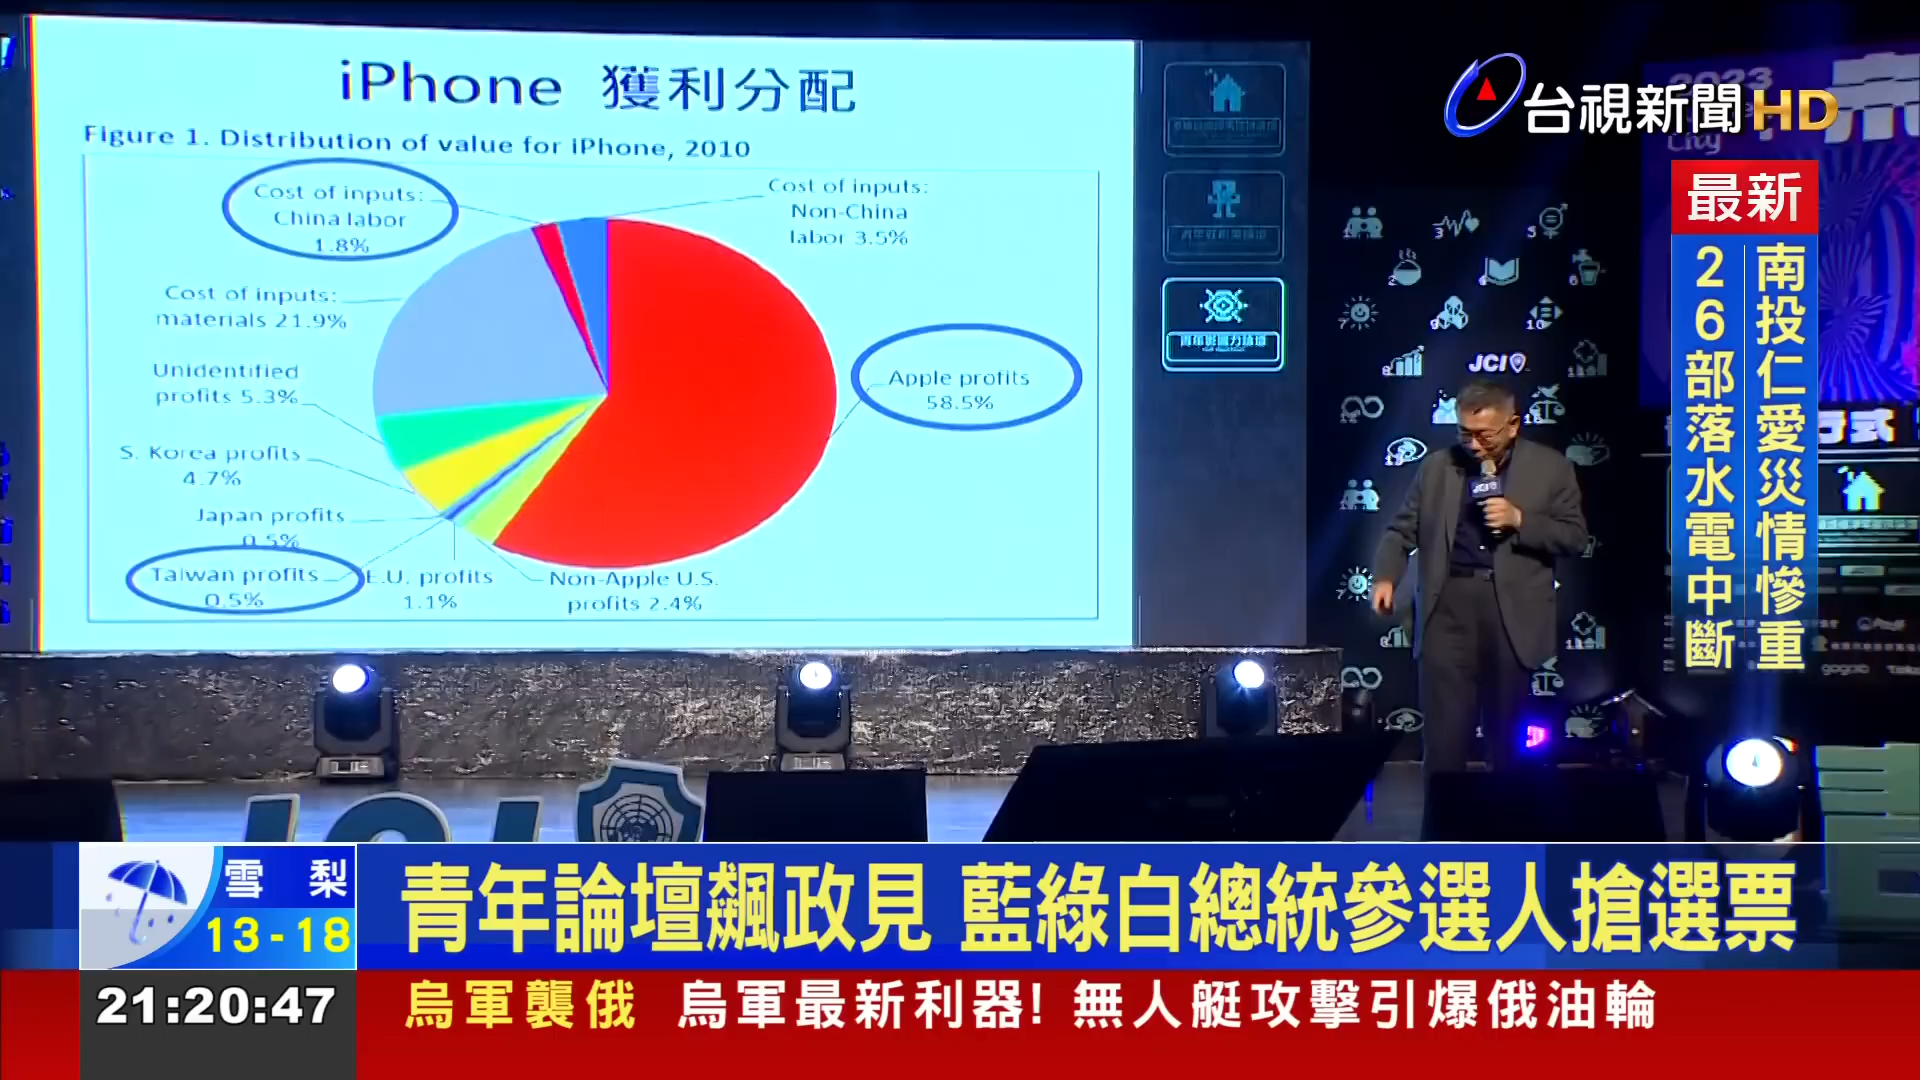 iPhone 獲利分配
Figure 1. Distribution of value for iPhone, 2010
Cost of inputs:
China labor
1.8%
Cost of inputs:
Non-China
labor 3.5%
Cost of inputs:
materials 21.9%
Unidentified
profits 5.3%
Apple profits
58.5%
S. Korea profits
4.7%
Japan profits
0.5%
Taiwan profits
0.5%
E.U. profits
1.1%
Non-Apple U.S.
profits 2.4%
台視新聞HD
2023
City
最新
南投仁愛災情慘重
26部落水電中斷
JCI
JCI
JCI
gogoro
雪 梨
13-18
青年論壇飆政見 藍綠白總統參選人搶選票
21:20:47
烏軍襲俄 烏軍最新利器! 無人艇攻擊引爆俄油輪